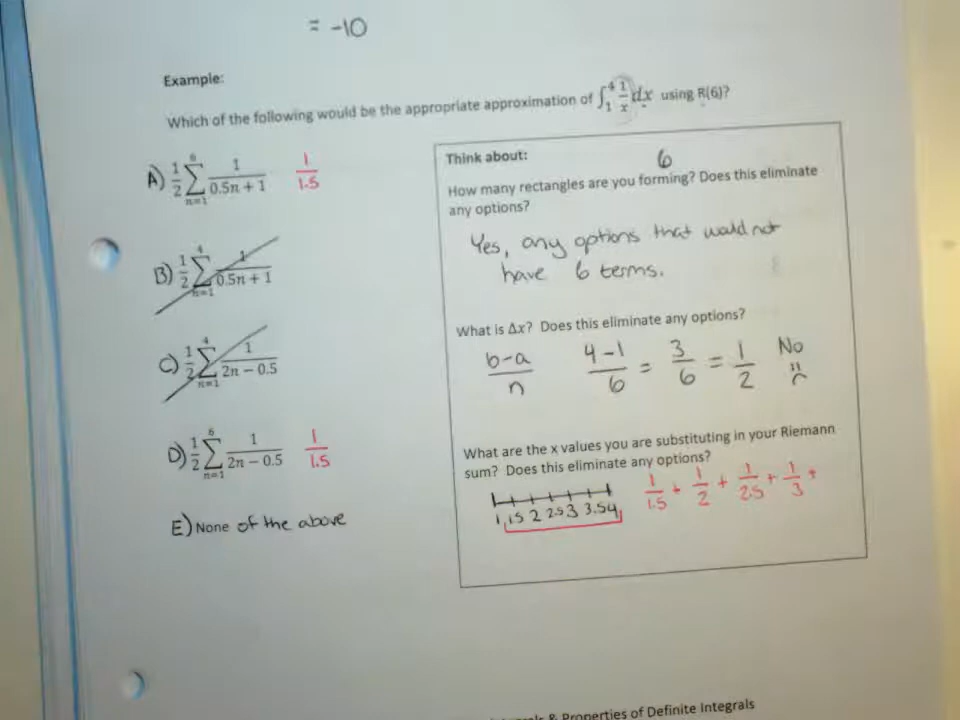 = -10
Example:
Which of the following would be the appropriate approximation of ∫₁⁴ 1/x dx using R(6)?
A) 1/2 ∑_{n=1}^{6} 1/(0.5n + 1) 1/1.5
B) 1/2 ∑_{n=1}^{4} 1/(0.5n + 1)
C) 1/2 ∑_{n=1}^{4} 1/(2n − 0.5)
D) 1/2 ∑_{n=1}^{6} 1/(2n − 0.5) 1/1.5
E) None of the above
Think about:
6
How many rectangles are you forming? Does this eliminate
any options?
Yes, any options that would not
have 6 terms.
What is Δx? Does this eliminate any options?
(b-a)/n (4-1)/6 = 3/6 = 1/2 No
What are the x values you are substituting in your Riemann
sum? Does this eliminate any options?
1 1.5 2 2.5 3 3.5 4 1/1.5 + 1/2 + 1/2.5 + 1/3 +
& Properties of Definite Integrals